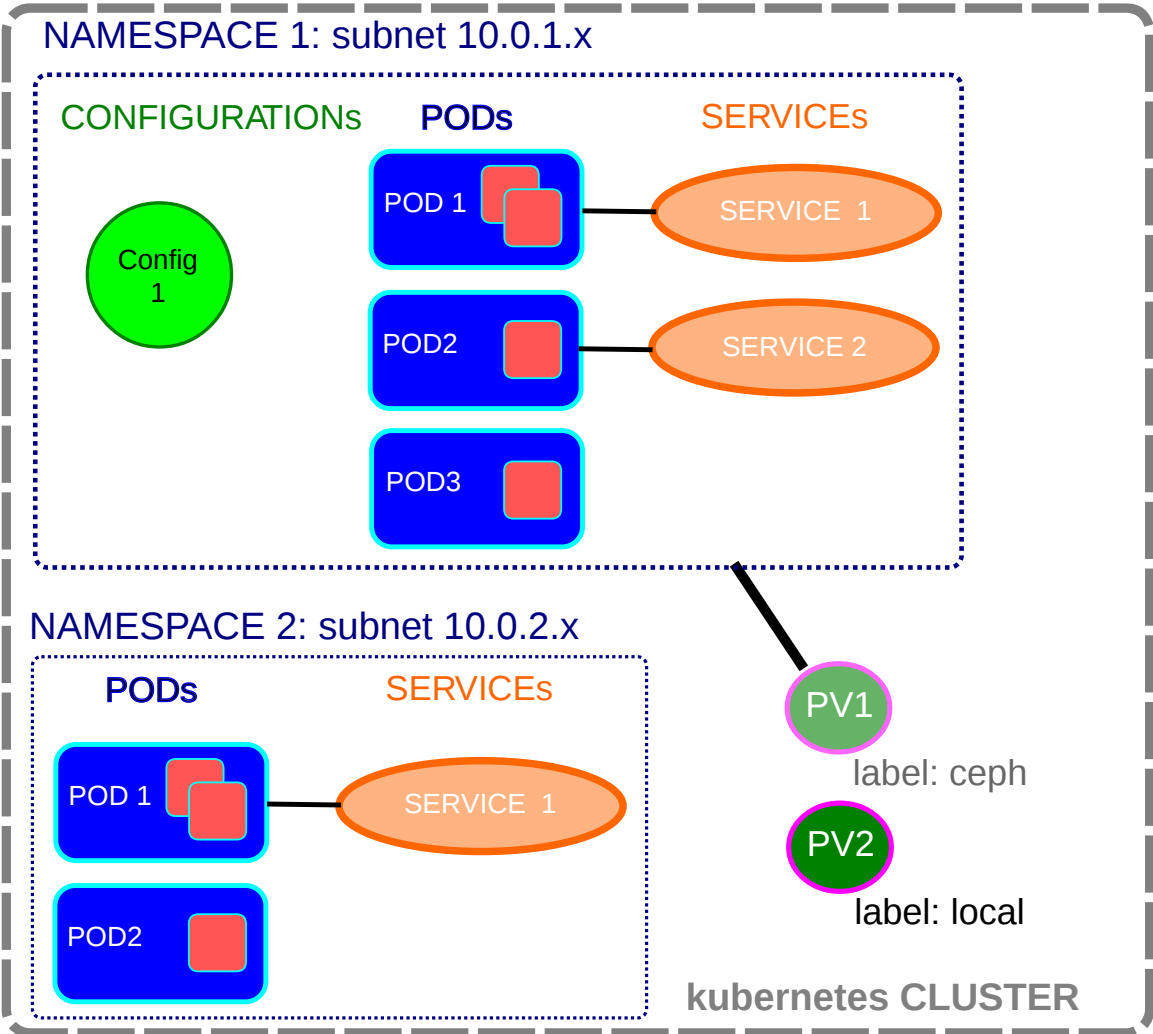 NAMESPACE 1: subnet 10.0.1.x
CONFIGURATIONs
PODs
SERVICEs
Config
1
POD 1
SERVICE 1
POD2
SERVICE 2
POD3
NAMESPACE 2: subnet 10.0.2.x
PODs
SERVICEs
POD 1
SERVICE 1
POD2
PV1
label: ceph
PV2
label: local
kubernetes CLUSTER